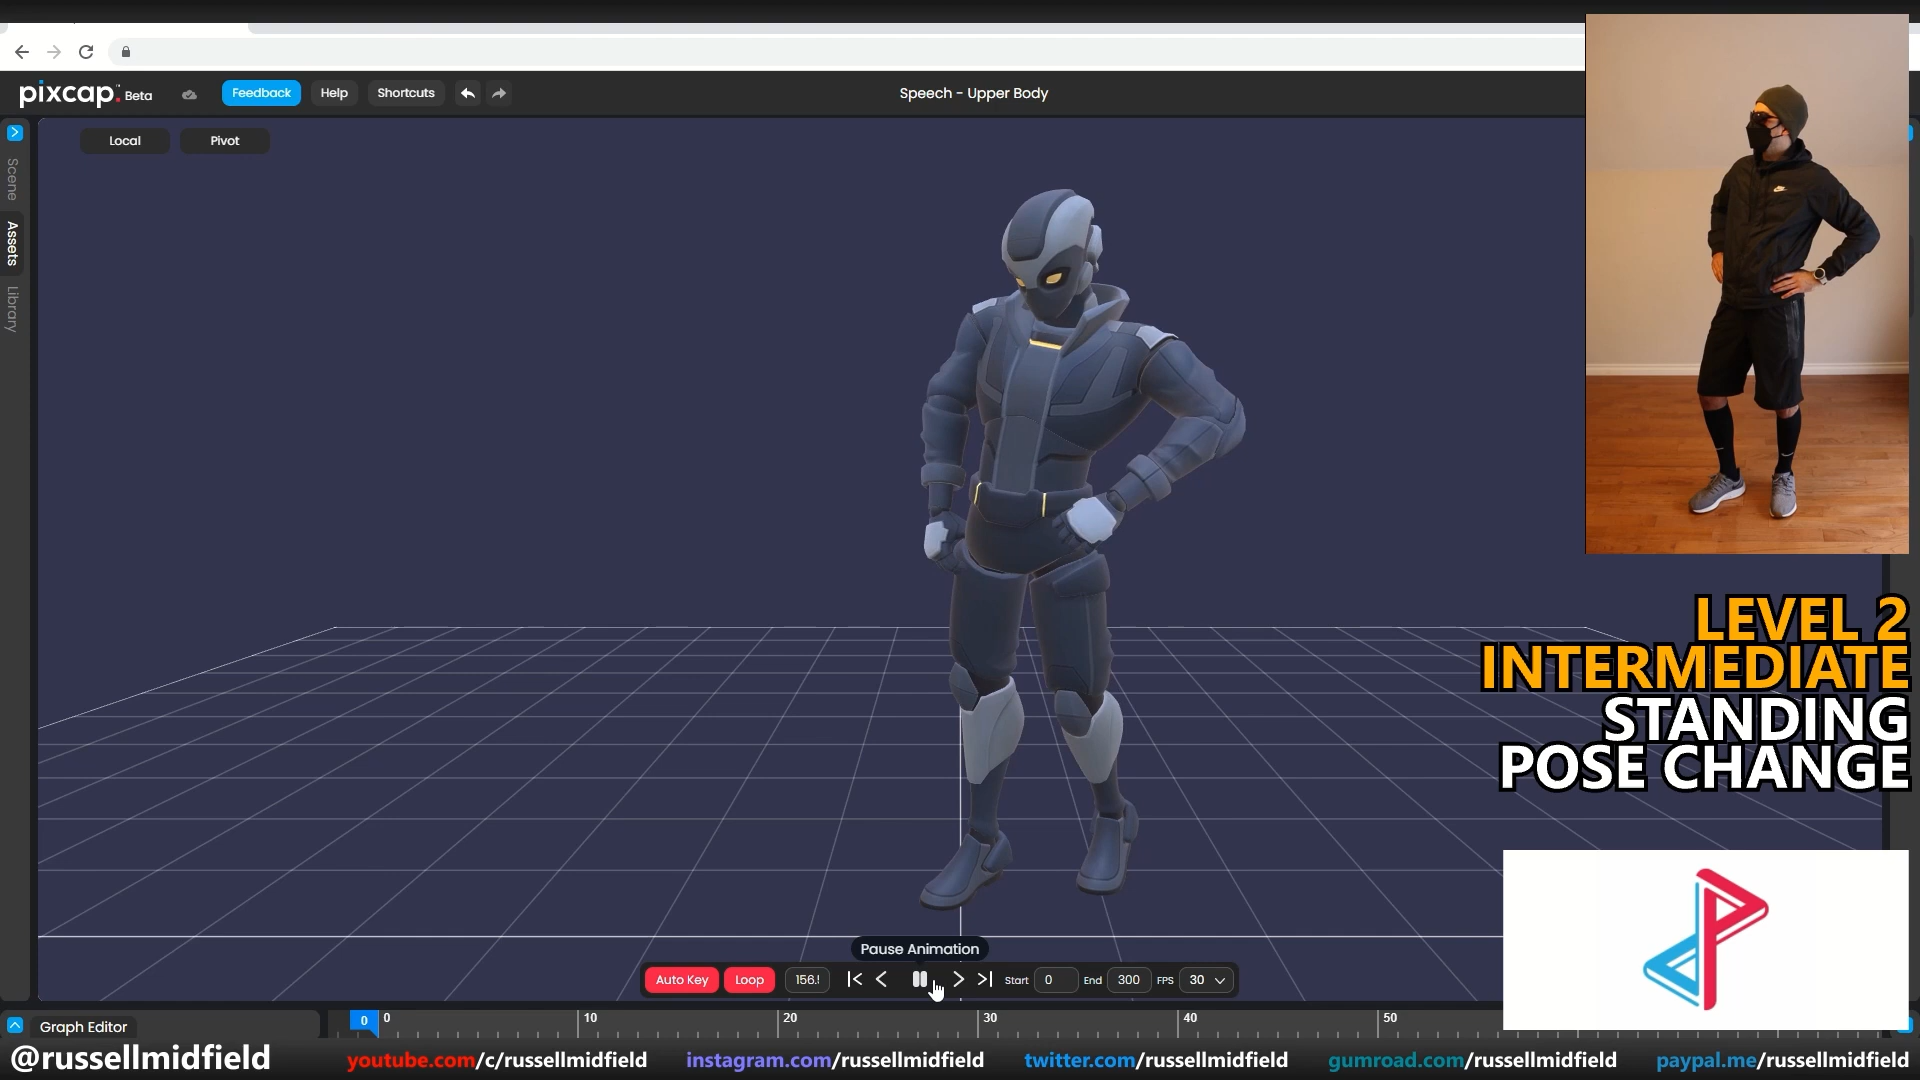 pixcap. Beta
Feedback
Help
Shortcuts
Speech - Upper Body
Local
Pivot
Scene
Assets
Library
LEVEL 2
INTERMEDIATE
STANDING
POSE CHANGE
Pause Animation
Auto Key
Loop
156.
Start
0
End
300
FPS
30
Graph Editor
0
0
10
20
30
40
50
@russellmidfield
youtube.com/c/russellmidfield
instagram.com/russellmidfield
twitter.com/russellmidfield
gumroad.com/russellmidfield
paypal.me/russellmidfield